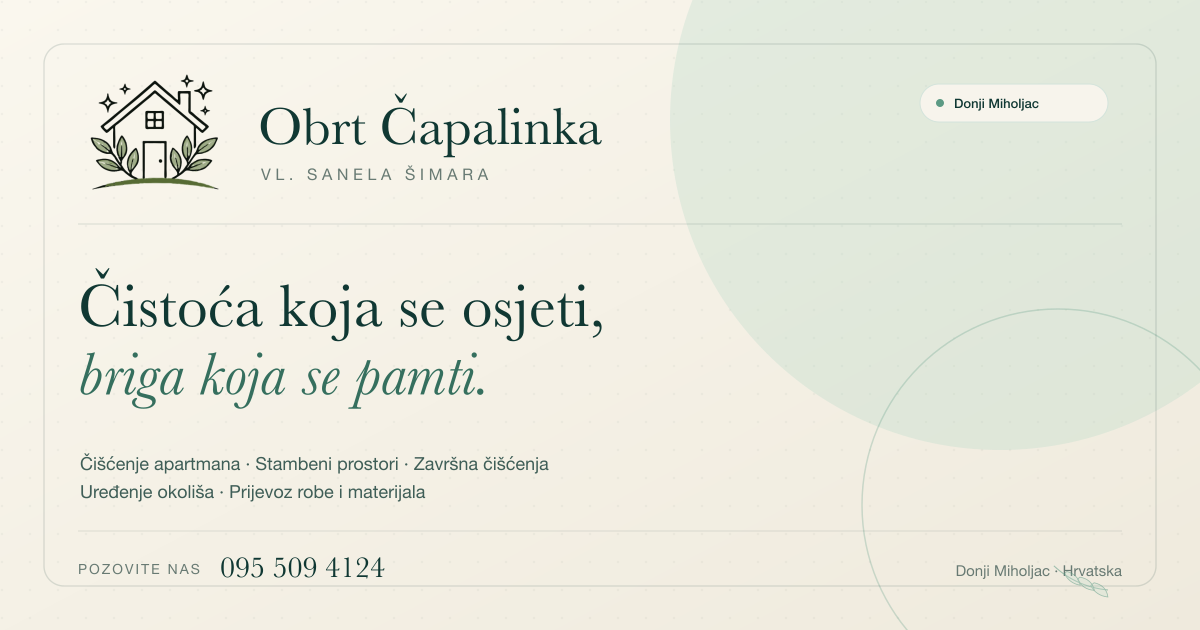 Obrt Čapalinka
VL. SANELA ŠIMARA
Donji Miholjac
Čistoća koja se osjeti,
briga koja se pamti.
Čišćenje apartmana · Stambeni prostori · Završna čišćenja
Uređenje okoliša · Prijevoz robe i materijala
POZOVITE NAS 095 509 4124
Donji Miholjac · Hrvatska